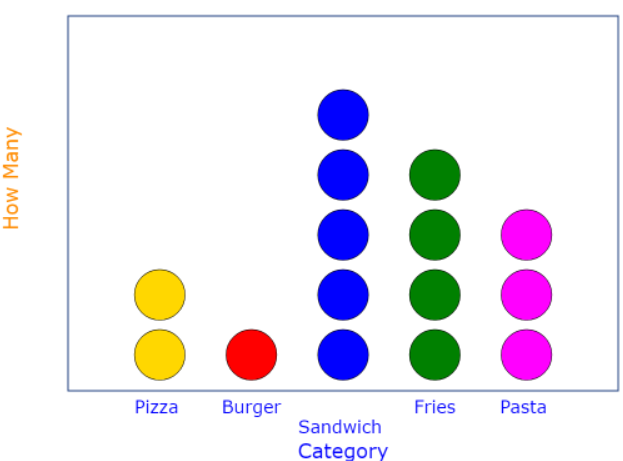 How Many
Pizza Burger Fries Pasta
Sandwich
Category